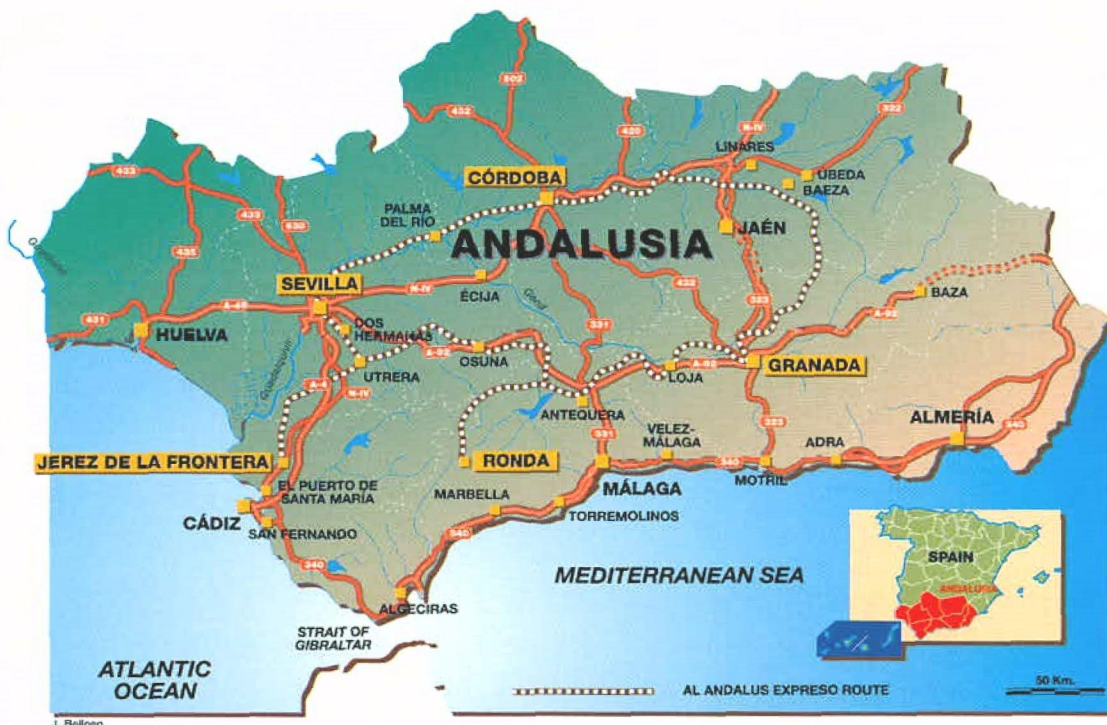 502
432
420
N-IV
322
LINARES
433
CÓRDOBA
UBEDA
BAEZA
PALMA
DEL RÍO
433
630
JAÉN
ANDALUSIA
435
SEVILLA
N-IV
ÉCIJA
Genil
432
323
BAZA
A-92
431
A-49
HUELVA
DOS
HERMANAS
A-92
OSUNA
331
UTRERA
LOJA
A-92
GRANADA
Guadalquivir
A-4
N-IV
ANTEQUERA
ALMERÍA
340
331
VELEZ-
MÁLAGA
323
ADRA
JEREZ DE LA FRONTERA
RONDA
340
MOTRIL
EL PUERTO DE
SANTA MARÍA
MÁLAGA
MARBELLA
CÁDIZ
TORREMOLINOS
SAN FERNANDO
340
340
MEDITERRANEAN SEA
SPAIN
ANDALUSIA
ALGECIRAS
STRAIT OF
GIBRALTAR
ATLANTIC
OCEAN
AL ANDALUS EXPRESO ROUTE
50 Km.